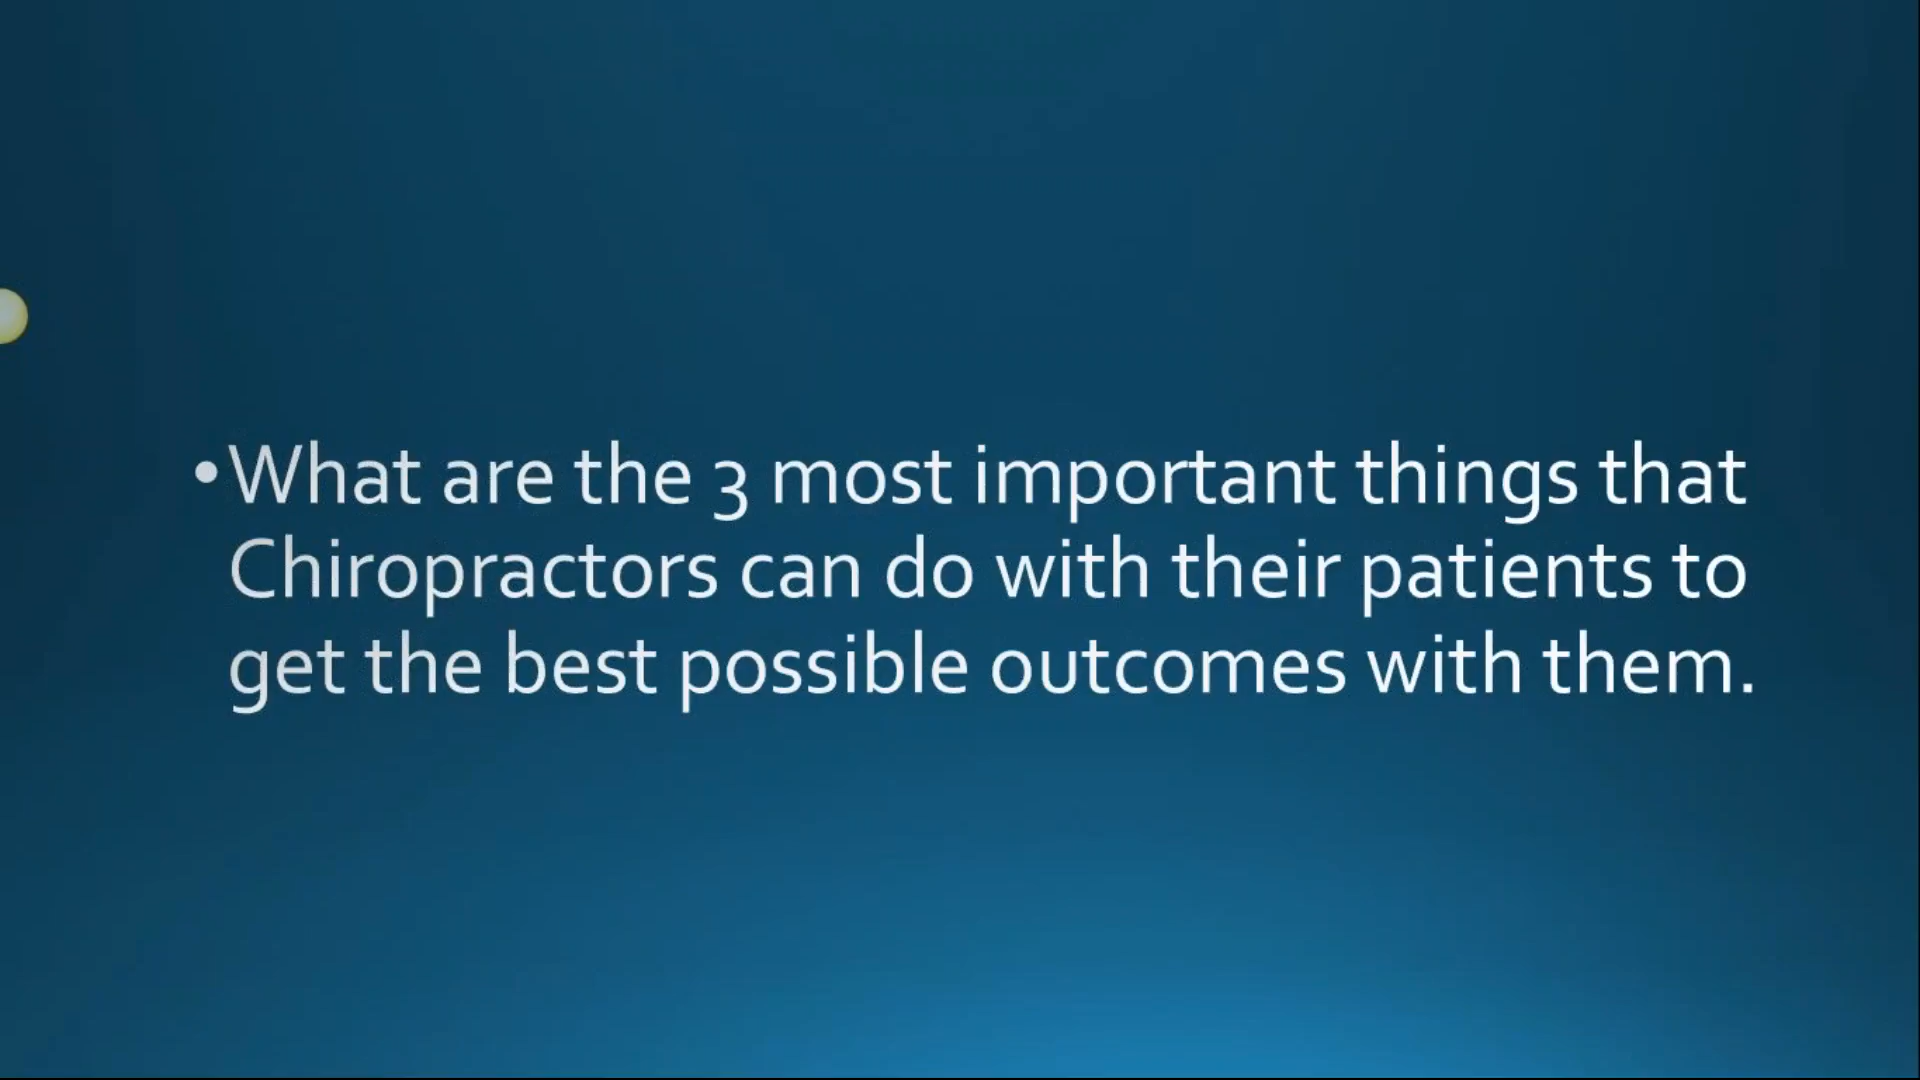 •What are the 3 most important things that
Chiropractors can do with their patients to
get the best possible outcomes with them.